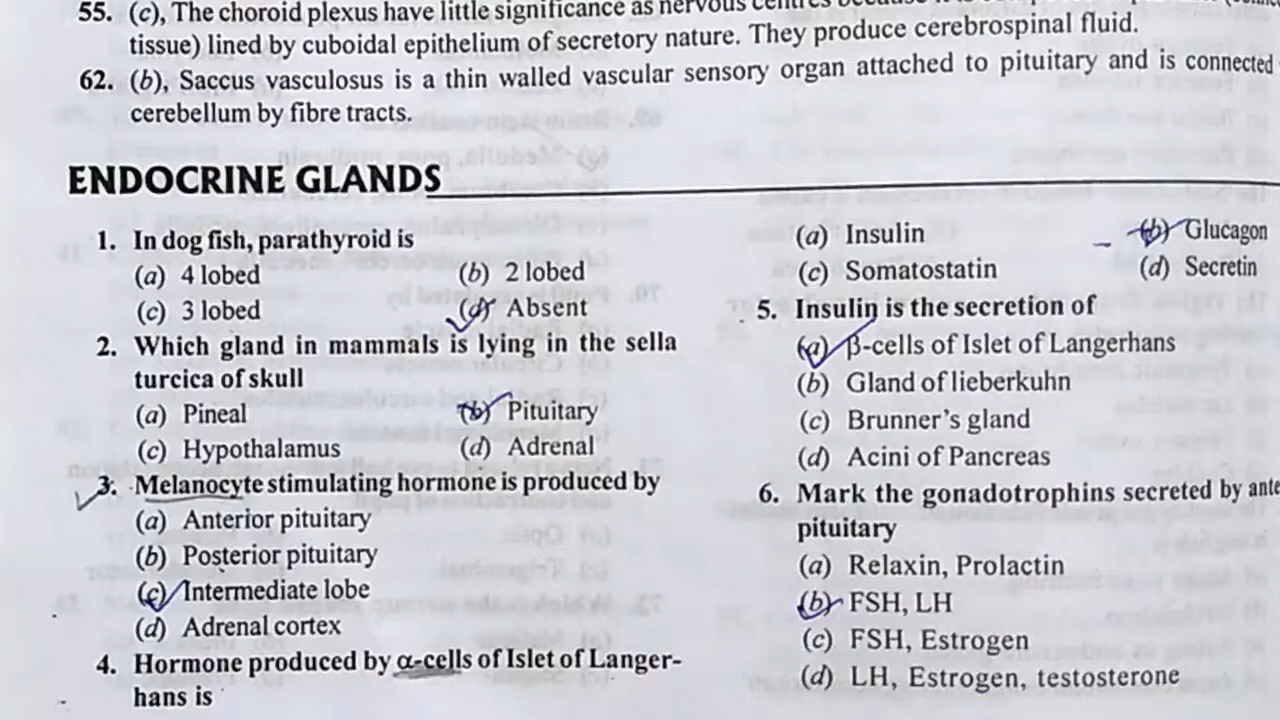 55. (c), The choroid plexus have little significance as nervous centres
tissue) lined by cuboidal epithelium of secretory nature. They produce cerebrospinal fluid.
62. (b), Saccus vasculosus is a thin walled vascular sensory organ attached to pituitary and is connected
cerebellum by fibre tracts.
ENDOCRINE GLANDS
1. In dog fish, parathyroid is
(a) 4 lobed (b) 2 lobed
(c) 3 lobed (d) Absent
2. Which gland in mammals is lying in the sella
turcica of skull
(a) Pineal (b) Pituitary
(c) Hypothalamus (d) Adrenal
3. Melanocyte stimulating hormone is produced by
(a) Anterior pituitary
(b) Posterior pituitary
(c) Intermediate lobe
(d) Adrenal cortex
4. Hormone produced by α-cells of Islet of Langer-
hans is
(a) Insulin (b) Glucagon
(c) Somatostatin (d) Secretin
5. Insulin is the secretion of
(a) β-cells of Islet of Langerhans
(b) Gland of lieberkuhn
(c) Brunner's gland
(d) Acini of Pancreas
6. Mark the gonadotrophins secreted by ante
pituitary
(a) Relaxin, Prolactin
(b) FSH, LH
(c) FSH, Estrogen
(d) LH, Estrogen, testosterone